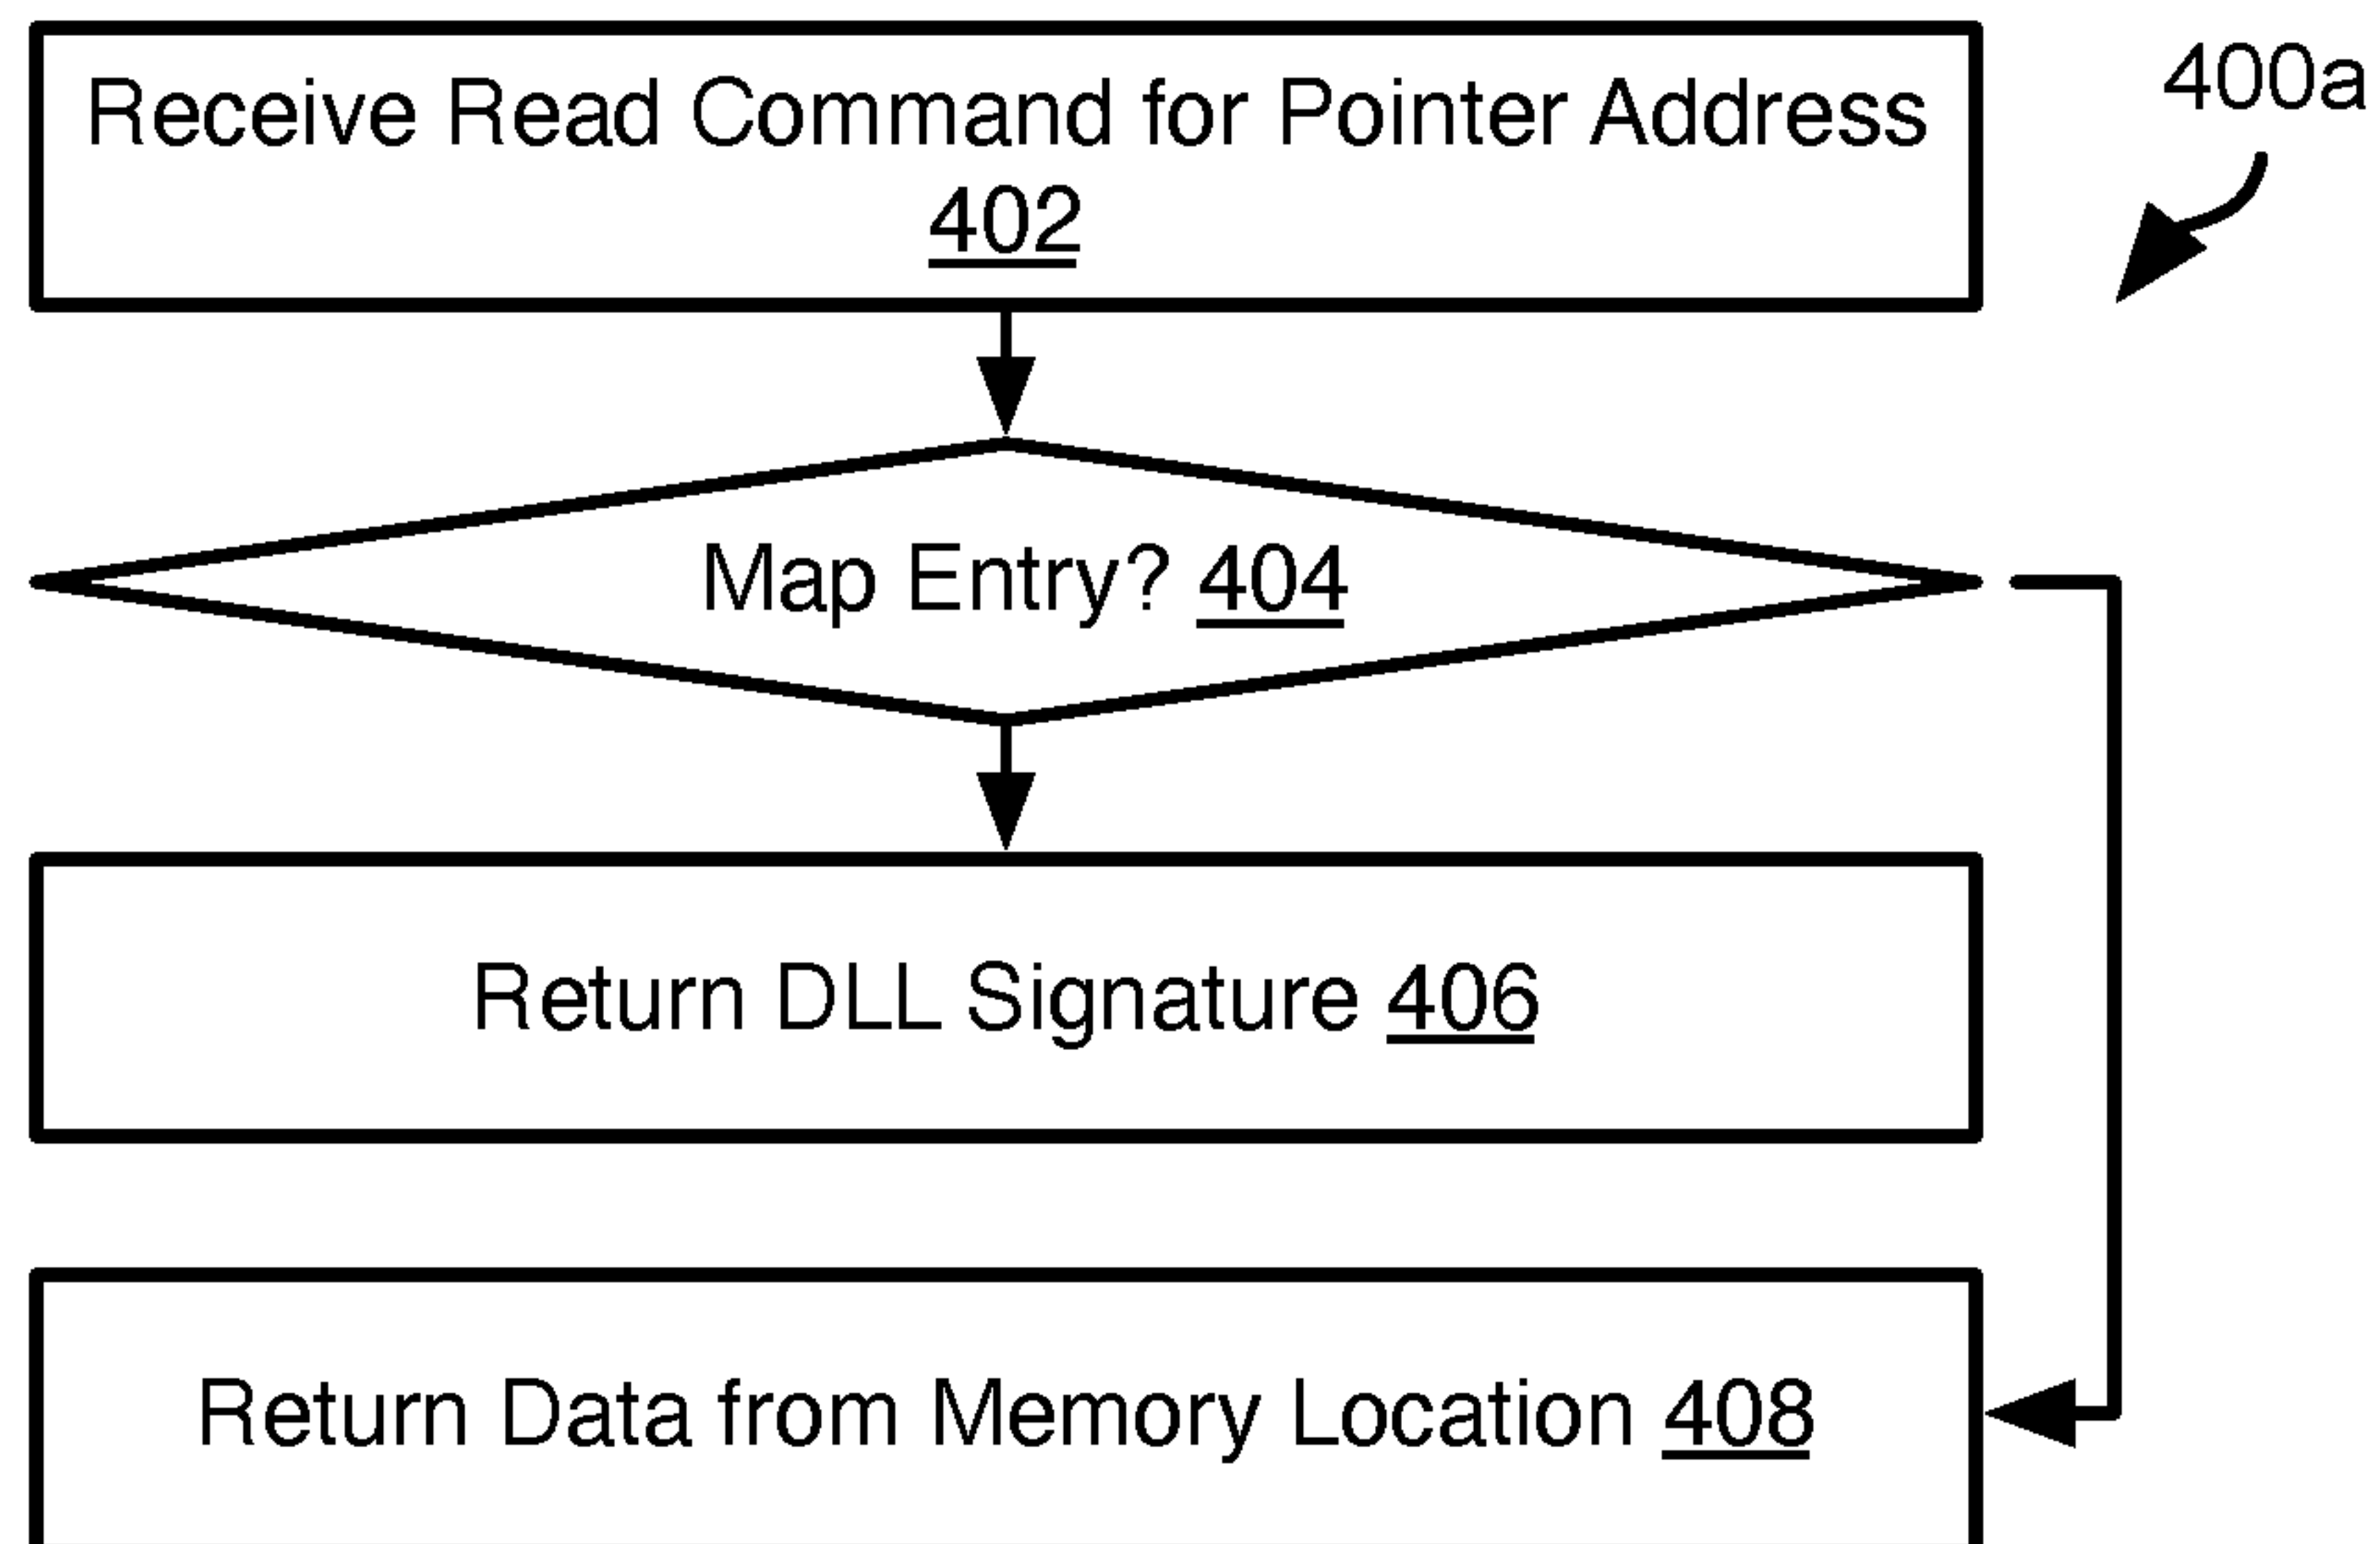 Receive Read Command for Pointer Address
402
400a
Map Entry? 404
Return DLL Signature 406
Return Data from Memory Location 408